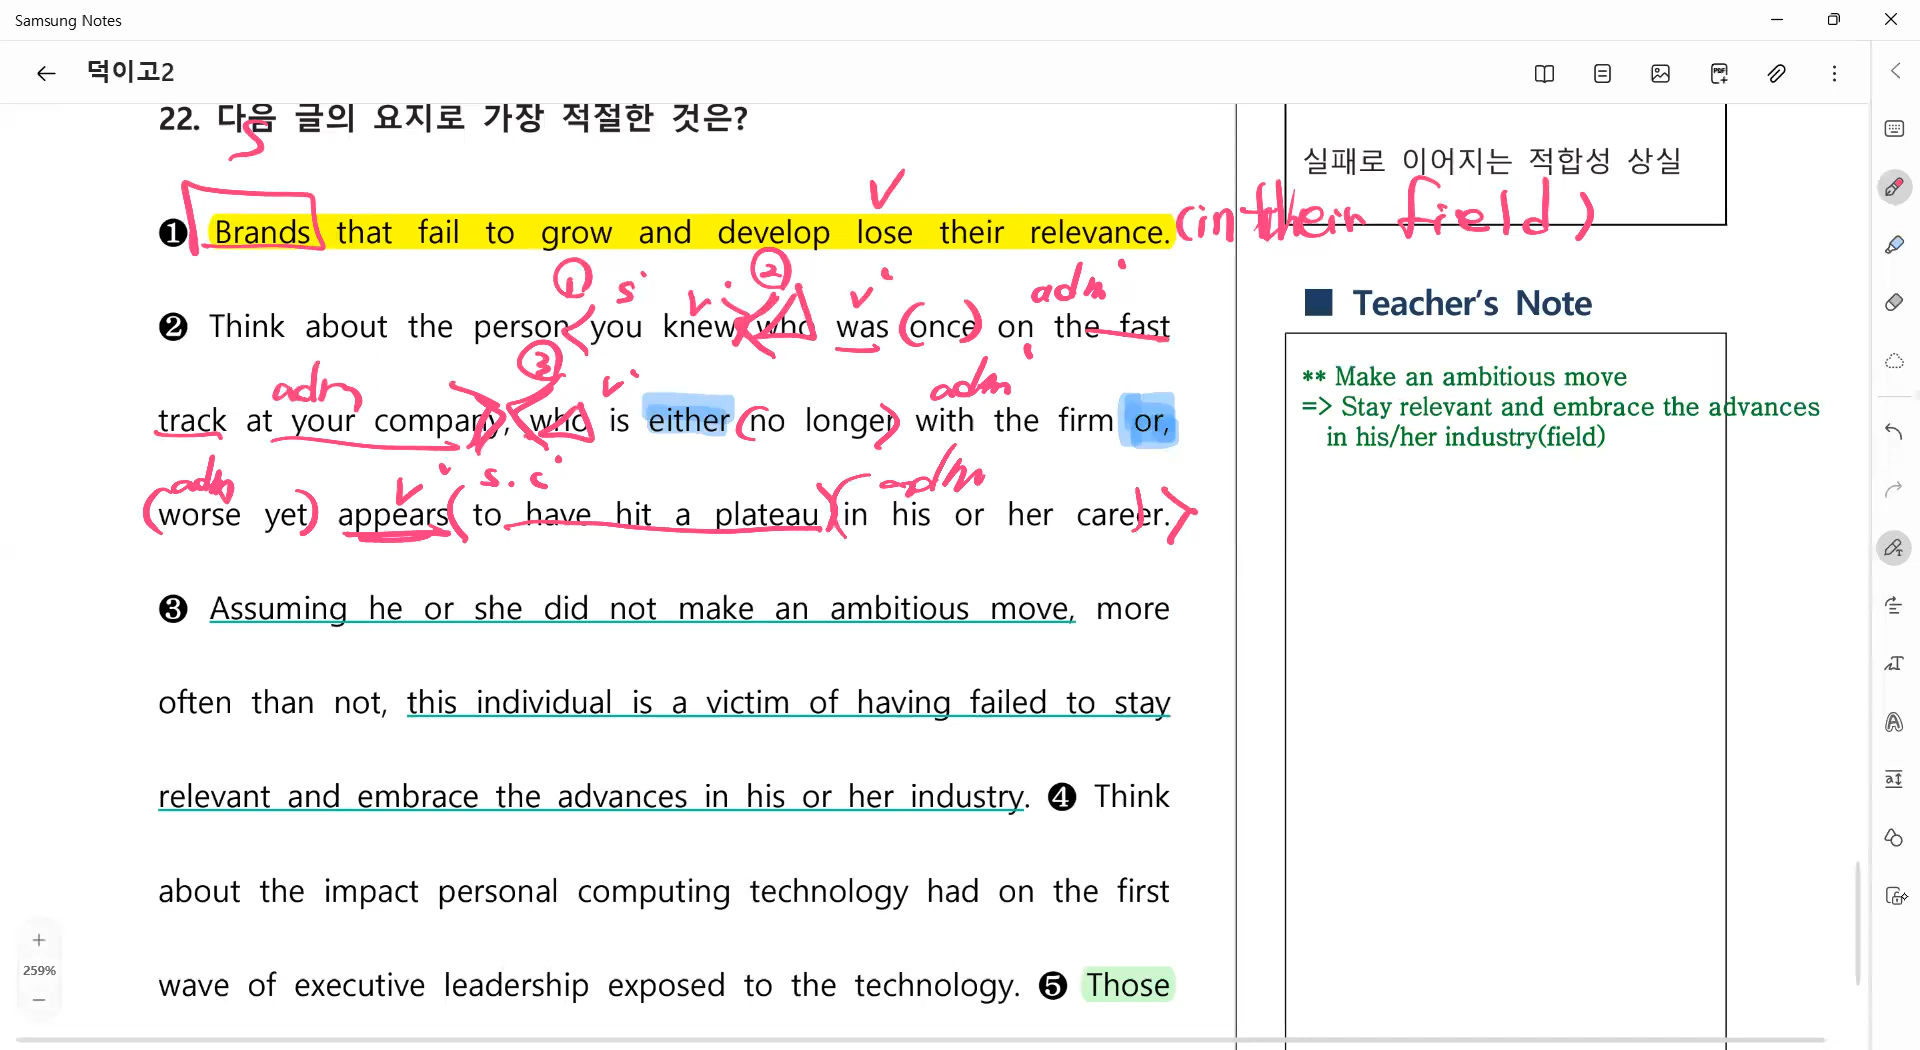 Samsung Notes
덕이고2
22. 다음 글의 요지로 가장 적절한 것은?
S
V
❶ Brands that fail to grow and develop lose their relevance. (in their field)
① s' v' ② v' adm'
❷ Think about the person you knew who was (once) on the fast
adm ③ v' adm'
track at your company, who is either (no longer) with the firm or,
adm v' s.c' adm
(worse yet) appears (to have hit a plateau) (in his or her career.)
❸ Assuming he or she did not make an ambitious move, more
often than not, this individual is a victim of having failed to stay
relevant and embrace the advances in his or her industry. ❹ Think
about the impact personal computing technology had on the first
wave of executive leadership exposed to the technology. ❺ Those
실패로 이어지는 적합성 상실
■ Teacher's Note
** Make an ambitious move
=> Stay relevant and embrace the advances
in his/her industry(field)
259%